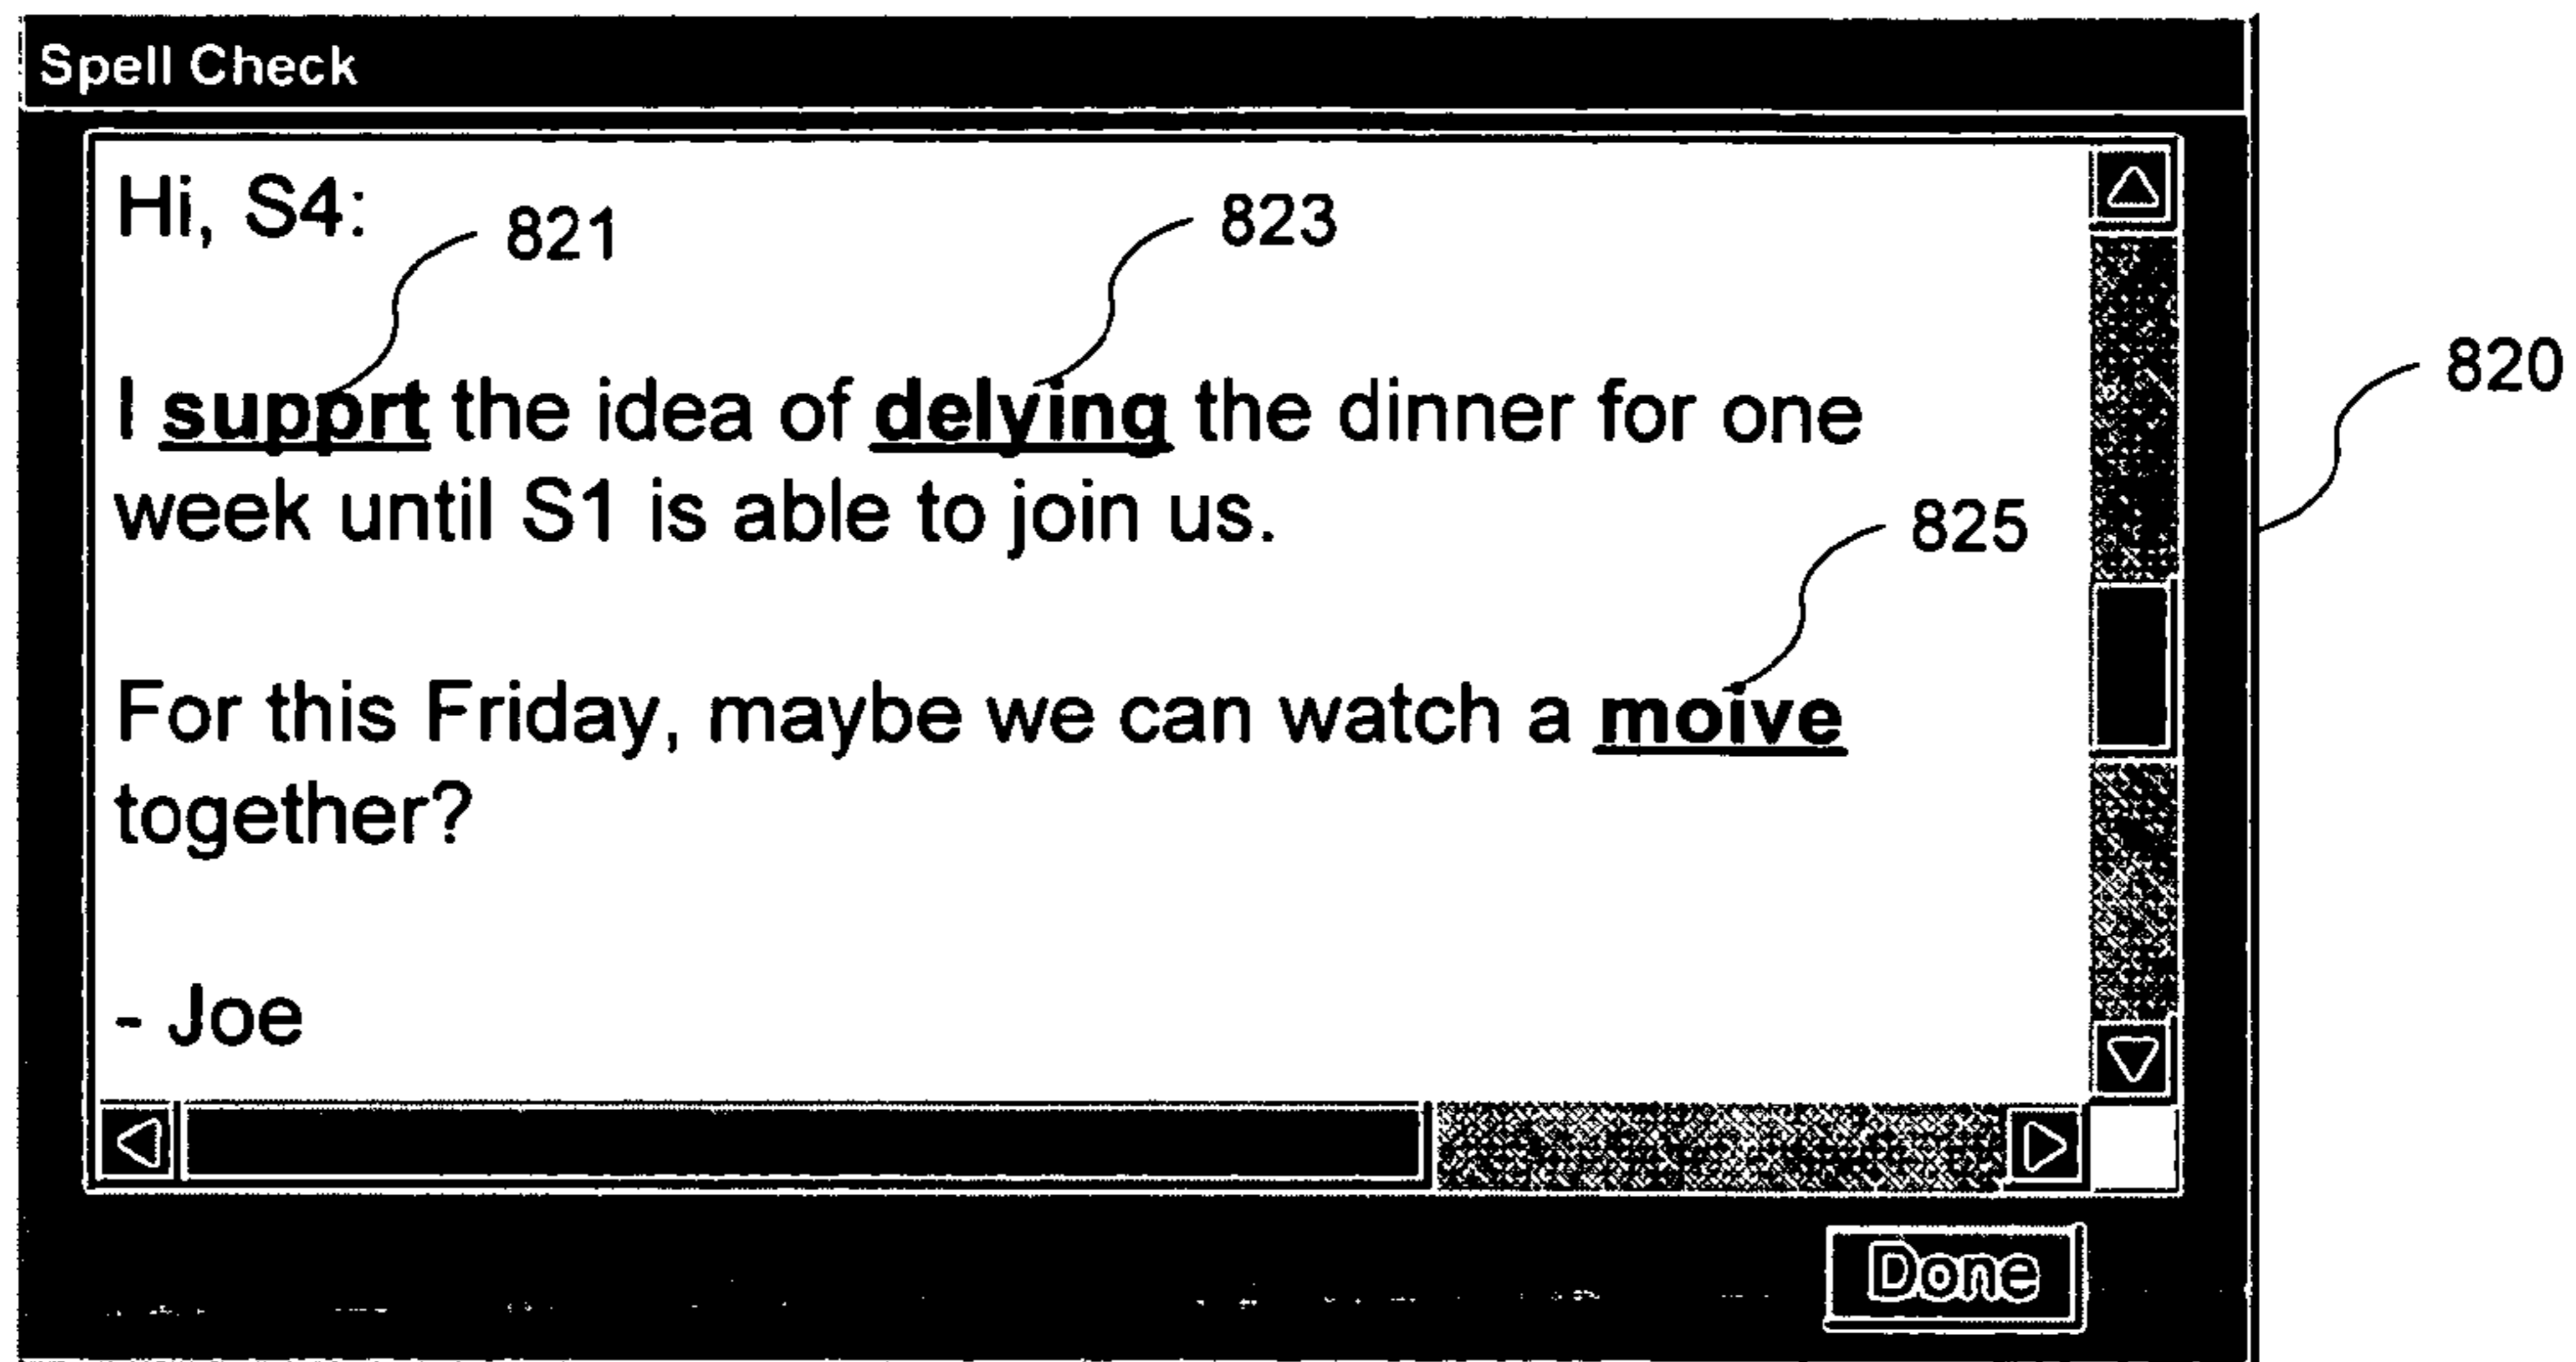 Spell Check
Hi, S4:
821
823
820
I supprt the idea of delying the dinner for one
week until S1 is able to join us.
825
For this Friday, maybe we can watch a moive
together?
- Joe
Done